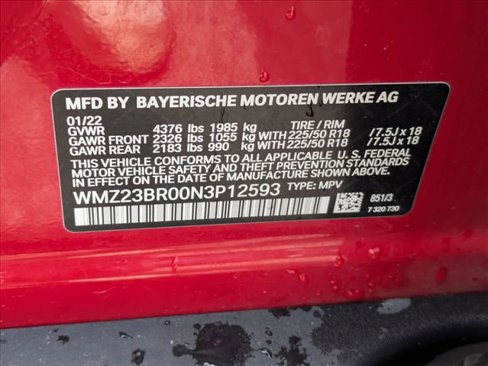 MFD BY BAYERISCHE MOTOREN WERKE AG
01/22 TIRE / RIM
GVWR 4376 lbs 1985 kg
GAWR FRONT 2326 lbs 1055 kg WITH 225/50 R18 / 7.5J x 18
GAWR REAR 2183 lbs 990 kg WITH 225/50 R18 / 7.5J x 18
THIS VEHICLE CONFORMS TO ALL APPLICABLE U.S. FEDERAL
MOTOR VEHICLE SAFETY AND THEFT PREVENTION STANDARDS
IN EFFECT ON THE DATE OF MANUFACTURE SHOWN ABOVE.
WMZ23BR00N3P12593 TYPE: MPV
851/3
7 320 730